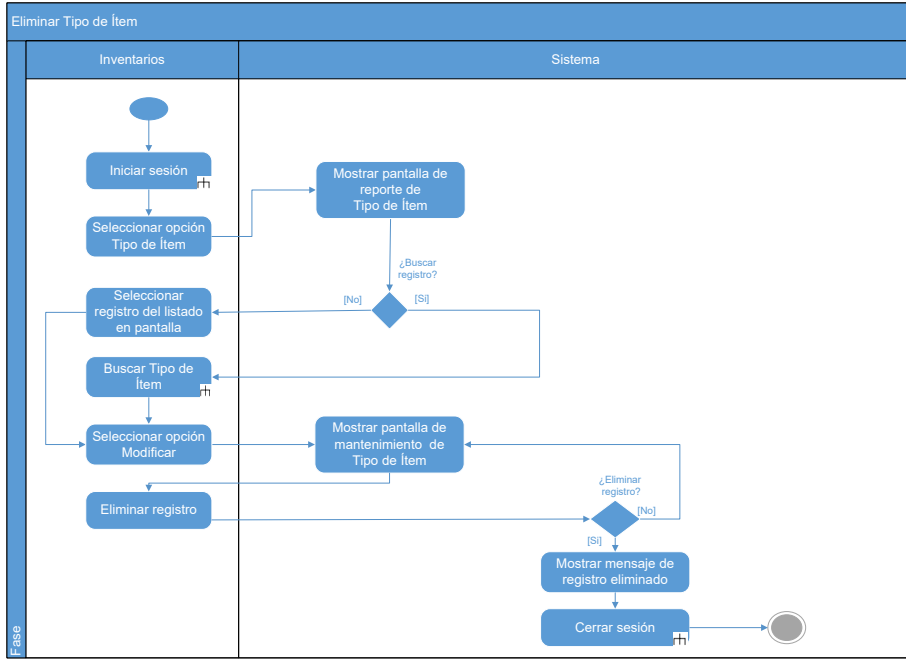 Eliminar Tipo de Ítem
Inventarios
Sistema
Iniciar sesión
Mostrar pantalla de
reporte de
Tipo de Ítem
Seleccionar opción
Tipo de Ítem
¿Buscar
registro?
[No]
[Si]
Seleccionar
registro del listado
en pantalla
Buscar Tipo de
Ítem
Seleccionar opción
Modificar
Mostrar pantalla de
mantenimiento de
Tipo de Ítem
Eliminar registro
¿Eliminar
registro?
[No]
[Si]
Mostrar mensaje de
registro eliminado
Cerrar sesión
Fase